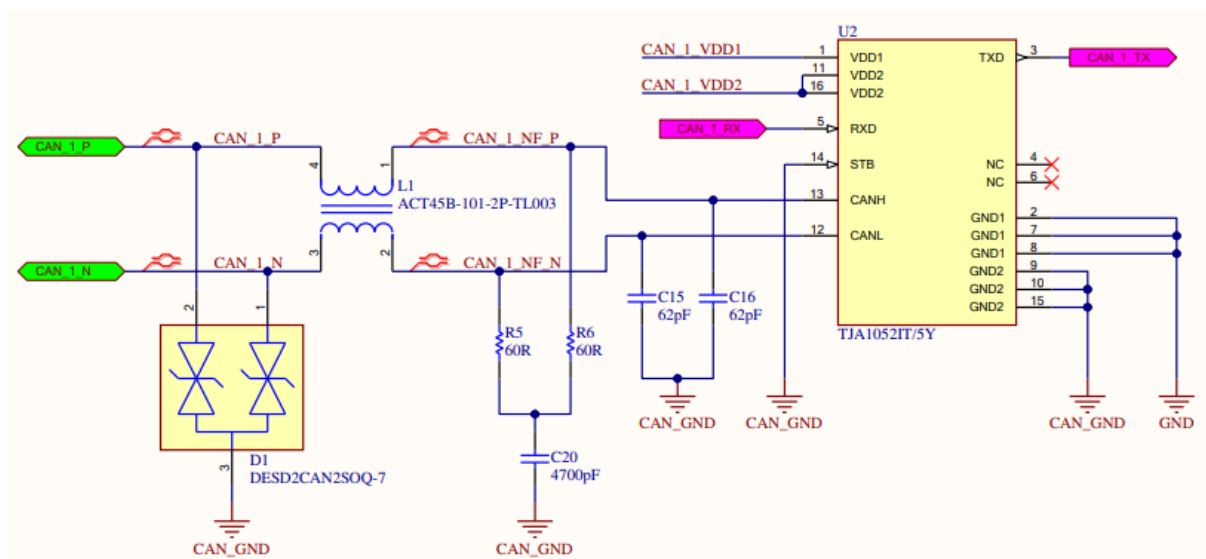 U2
CAN_1_VDD1
1
VDD1
TXD
3
CAN_1_TX
11
VDD2
CAN_1_VDD2
16
VDD2
CAN_1_RX
5
RXD
CAN_1_P
CAN_1_P
CAN_1_NF_P
4
1
14
STB
NC
4
NC
6
L1
ACT45B-101-2P-TL003
13
CANH
GND1
2
12
CANL
GND1
7
GND1
8
3
2
CAN_1_N
CAN_1_N
CAN_1_NF_N
GND2
9
GND2
10
GND2
15
2
1
C15
62pF
C16
62pF
TJA1052IT/5Y
R5
60R
R6
60R
CAN_GND
CAN_GND
CAN_GND
GND
D1
DESD2CAN2SOQ-7
3
C20
4700pF
CAN_GND
CAN_GND